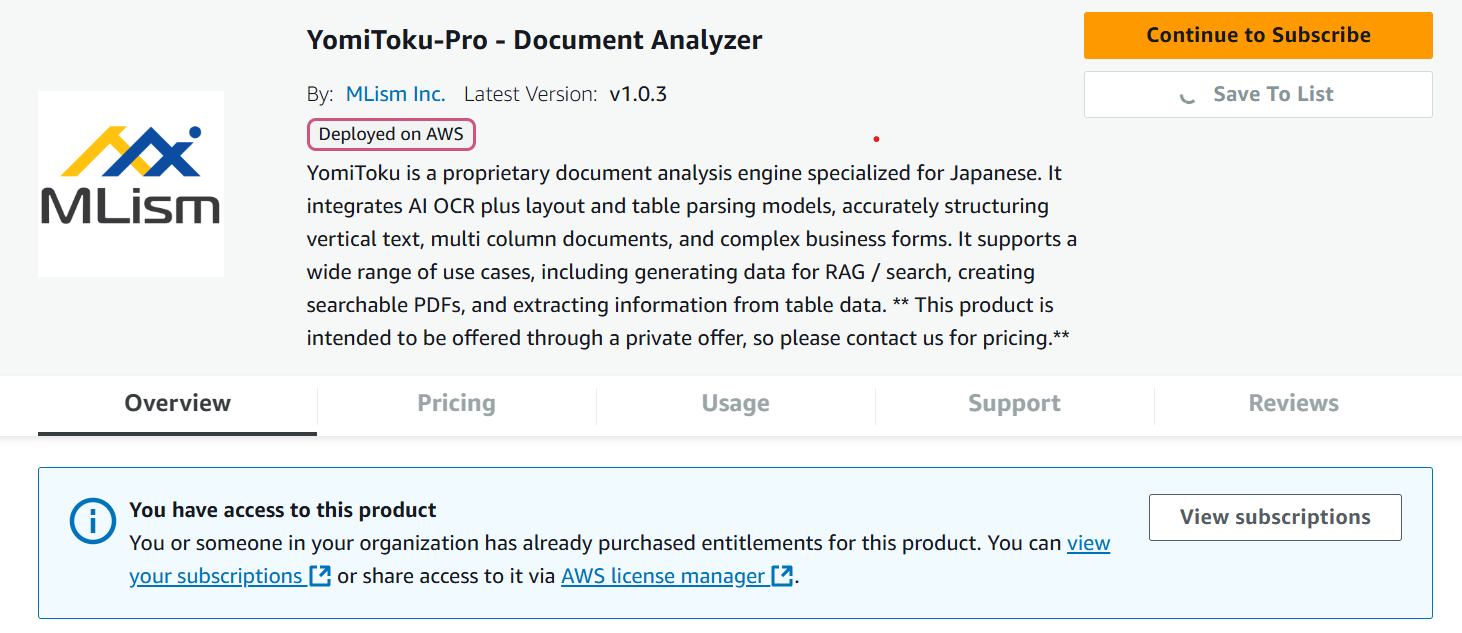 YomiToku-Pro - Document Analyzer
Continue to Subscribe
By: MLism Inc. Latest Version: v1.0.3
Save To List
Deployed on AWS
MLism
YomiToku is a proprietary document analysis engine specialized for Japanese. It
integrates AI OCR plus layout and table parsing models, accurately structuring
vertical text, multi column documents, and complex business forms. It supports a
wide range of use cases, including generating data for RAG / search, creating
searchable PDFs, and extracting information from table data. ** This product is
intended to be offered through a private offer, so please contact us for pricing.**
Overview
Pricing
Usage
Support
Reviews
You have access to this product
You or someone in your organization has already purchased entitlements for this product. You can view
your subscriptions or share access to it via AWS license manager .
View subscriptions